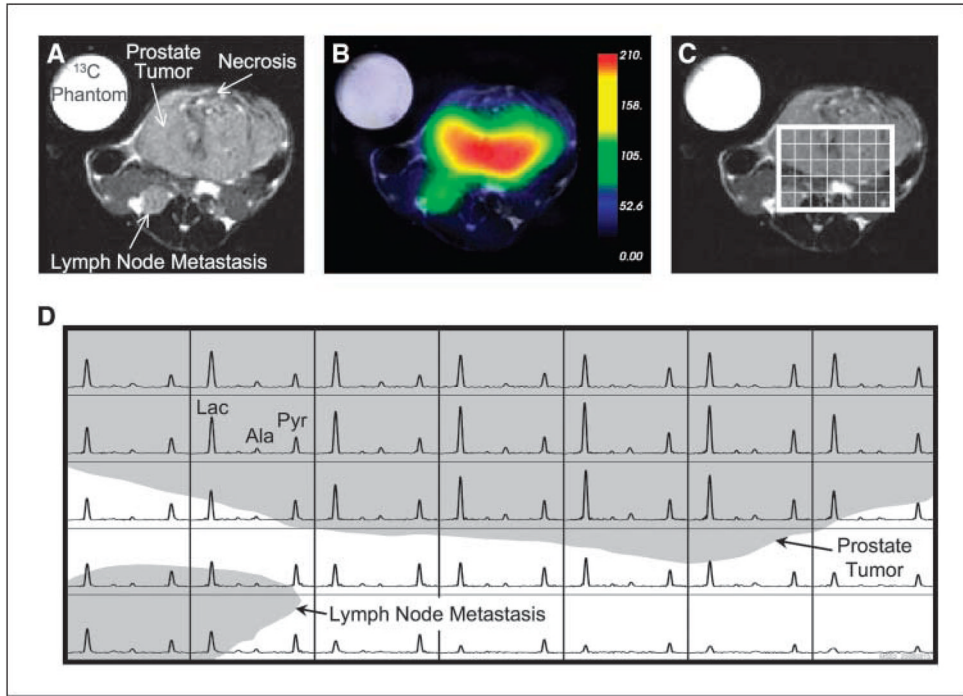 A
Prostate
Tumor
Necrosis
¹³C
Phantom
Lymph Node Metastasis
B
210.
158.
105.
52.6
0.00
C
D
Lac
Ala
Pyr
Prostate
Tumor
Lymph Node Metastasis